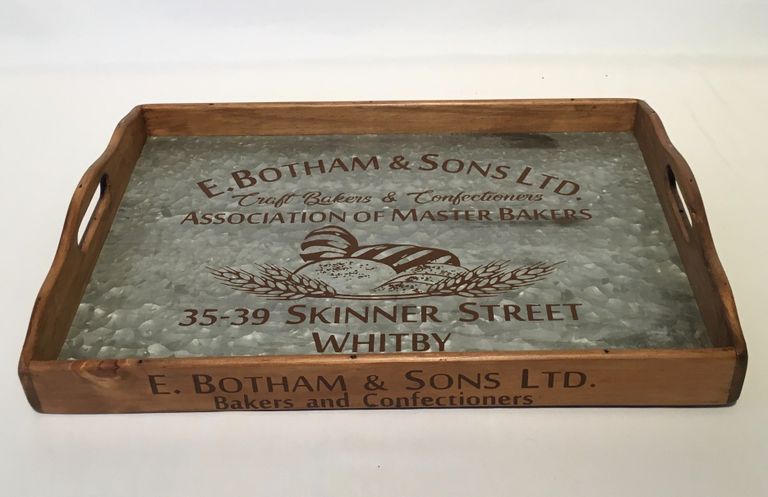 E. BOTHAM & SONS LTD.
Craft Bakers & Confectioners
ASSOCIATION OF MASTER BAKERS
35-39 SKINNER STREET
WHITBY
E. BOTHAM & SONS LTD.
Bakers and Confectioners